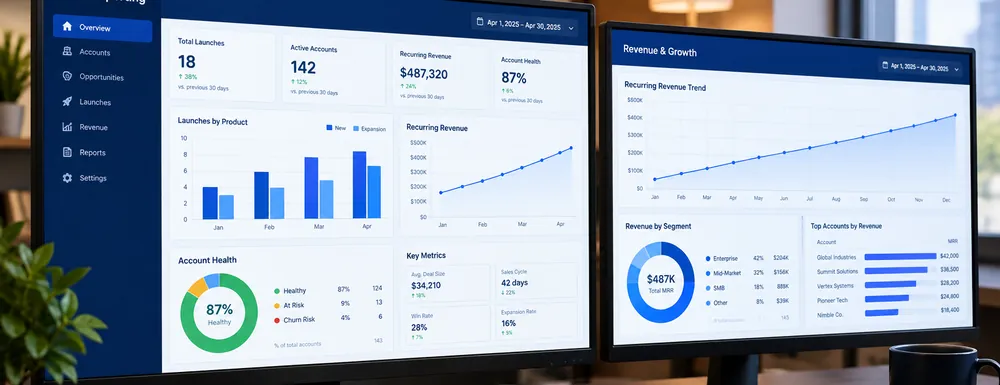 Overview
Accounts
Opportunities
Launches
Revenue
Reports
Settings
Apr 1, 2025 – Apr 30, 2025
Total Launches
18
↑ 38%
vs. previous 30 days
Active Accounts
142
↑ 12%
vs. previous 30 days
Recurring Revenue
$487,320
↑ 24%
vs. previous 30 days
Account Health
87%
↑ 6%
vs. previous 30 days
Launches by Product
New
Expansion
10
8
6
4
2
0
Jan
Feb
Mar
Apr
Recurring Revenue
$500K
$400K
$300K
$200K
$100K
$0
Jan
Feb
Mar
Apr
Account Health
87%
Healthy
Healthy 87% 124
At Risk 9% 13
Churn Risk 4% 6
% of total accounts 143
Key Metrics
Avg. Deal Size
$34,210
↑ 18%
Sales Cycle
42 days
↓ 22%
Win Rate
28%
↑ 7%
Expansion Rate
16%
↑ 5%
Revenue & Growth
Apr 1, 2025 – Apr 30, 2025
Recurring Revenue Trend
$500K
$400K
$300K
$200K
$100K
$0
Jan
Feb
Mar
Apr
May
Jun
Jul
Aug
Sep
Oct
Nov
Dec
Revenue by Segment
$487K
Total MRR
Enterprise 42% $204K
Mid-Market 32% $156K
SMB 18% $88K
Other 8% $39K
Top Accounts by Revenue
Account MRR
Global Industries $42,000
Summit Solutions $36,500
Vertex Systems $28,200
Pioneer Tech $24,800
Nimble Co. $18,400